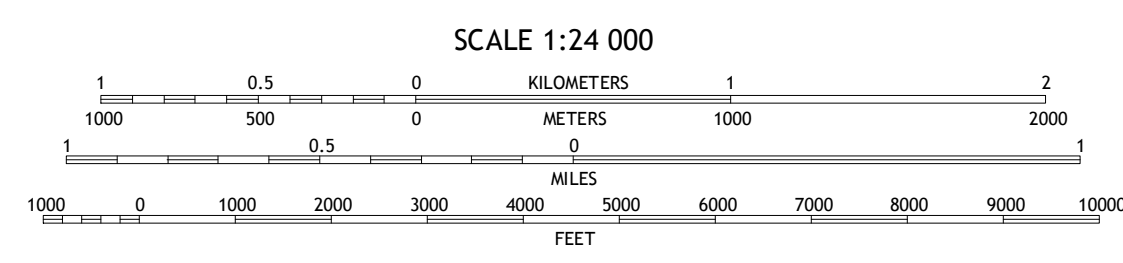 SCALE 1:24 000
1 0.5 0 KILOMETERS 1 2
1000 500 0 METERS 1000 2000
1 0.5 0 1
MILES
1000 0 1000 2000 3000 4000 5000 6000 7000 8000 9000 10000
FEET